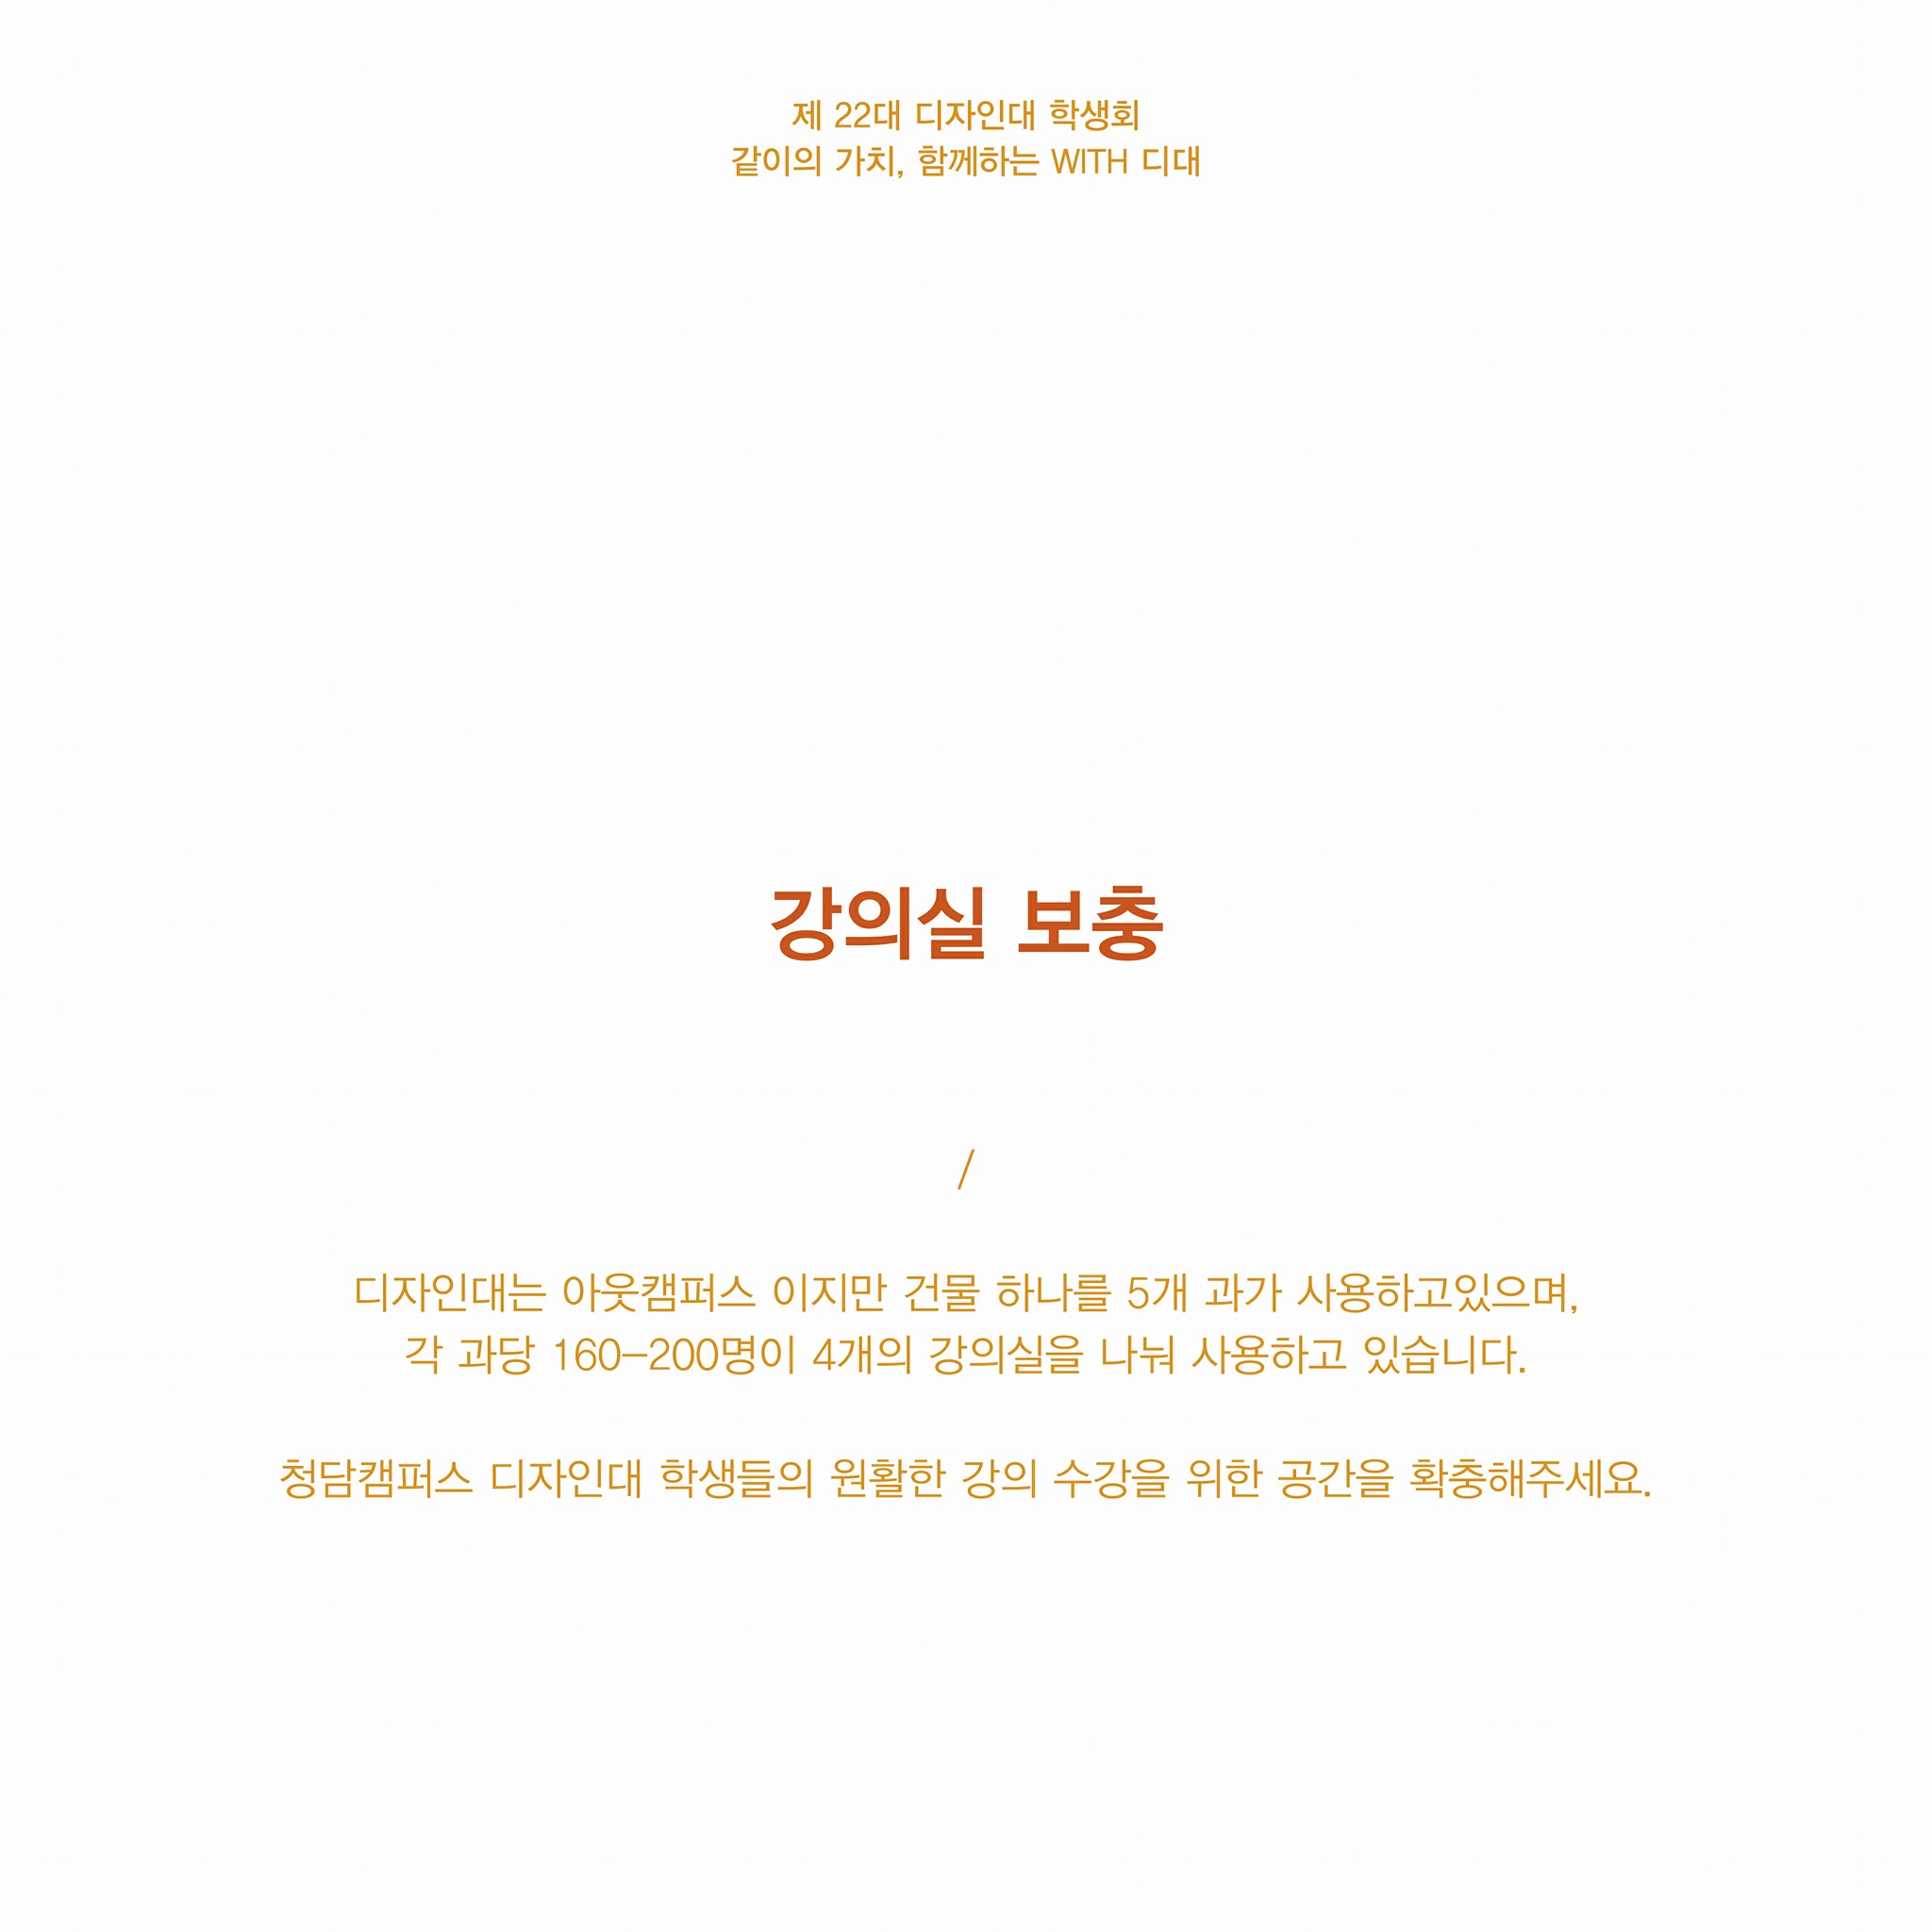 제 22대 디자인대 학생회
같이의 가치, 함께하는 WITH 디대
강의실 보충
/
디자인대는 아웃캠퍼스 이지만 건물 하나를 5개 과가 사용하고있으며,
각 과당 160-200명이 4개의 강의실을 나눠 사용하고 있습니다.
청담캠퍼스 디자인대 학생들의 원활한 강의 수강을 위한 공간을 확충해주세요.